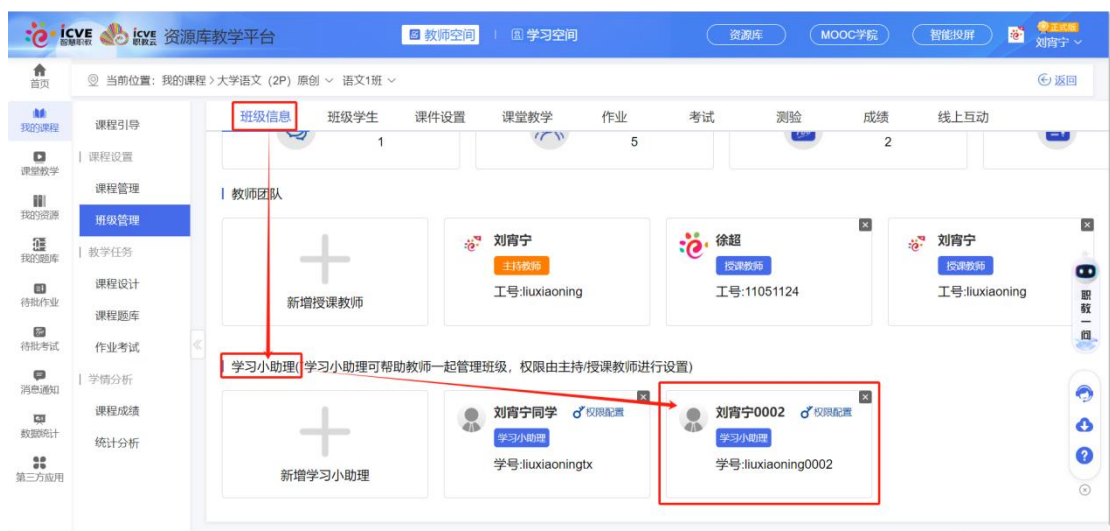 icve 智慧职教 icve 职教云 资源库教学平台 教师空间 学习空间 资源库 MOOC学院 智能投屏 正式版 刘宵宁
首页 当前位置：我的课程 > 大学语文（2P）原创 语文1班 返回
班级信息 班级学生 课件设置 课堂教学 作业 考试 测验 成绩 线上互动
我的课程
课堂教学
我的资源
我的题库
待批作业
待批考试
消息通知
数据统计
第三方应用
课程引导
课程设置
课程管理
班级管理
教学任务
课程设计
课程题库
作业考试
学情分析
课程成绩
统计分析
1 5 2
教师团队
新增授课教师
刘宵宁
主持教师
工号:liuxiaoning
徐超
授课教师
工号:11051124
刘宵宁
授课教师
工号:liuxiaoning
学习小助理( 学习小助理可帮助教师一起管理班级，权限由主持/授课教师进行设置)
新增学习小助理
刘宵宁同学 权限配置
学习小助理
学号:liuxiaoningtx
刘宵宁0002 权限配置
学习小助理
学号:liuxiaoning0002
职教一问